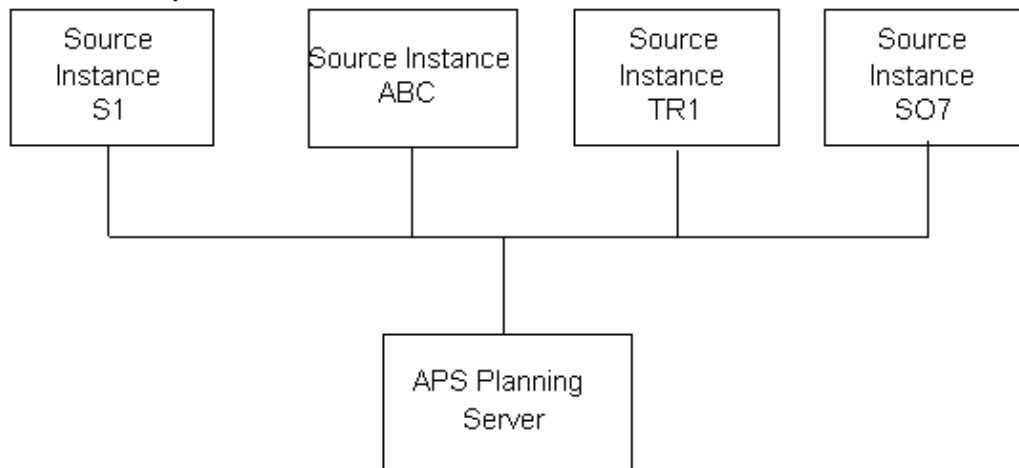 Source
Instance
S1
Source Instance
ABC
Source
Instance
TR1
Source
Instance
SO7
APS Planning
Server